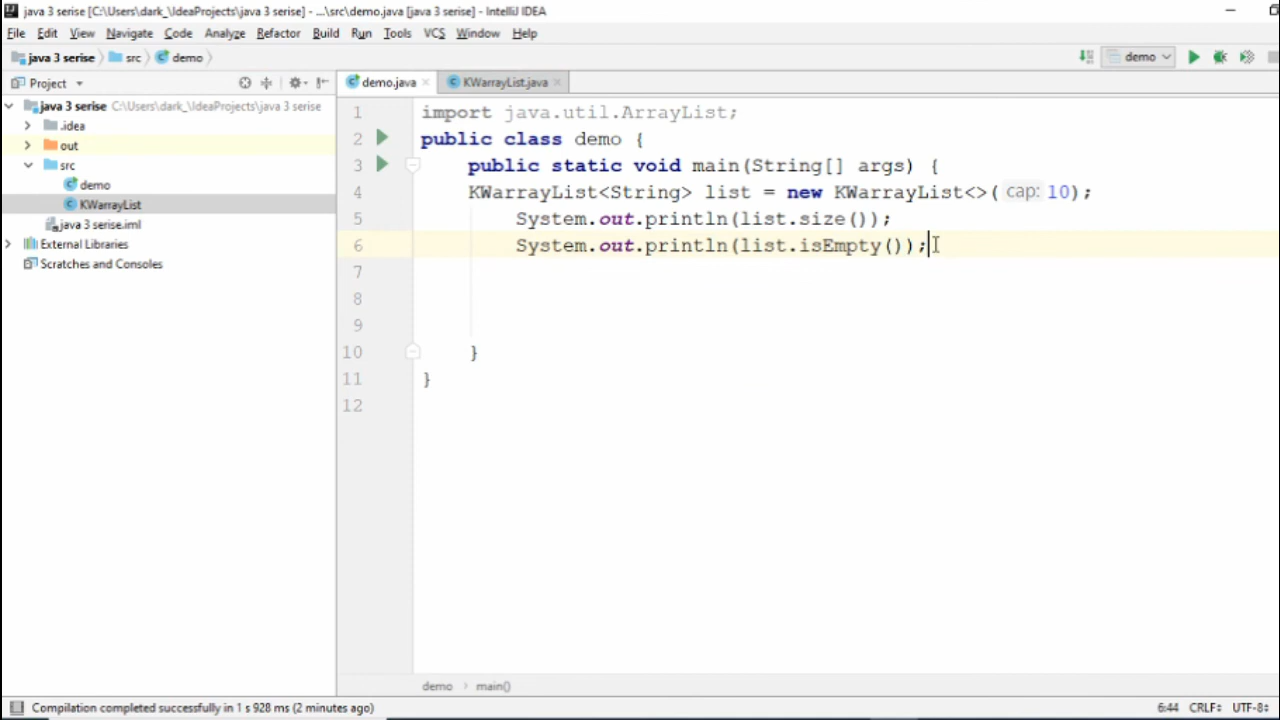 java 3 serise [C:\Users\dark_\IdeaProjects\java 3 serise] - ...\src\demo.java [java 3 serise] - IntelliJ IDEA
File Edit View Navigate Code Analyze Refactor Build Run Tools VCS Window Help
java 3 serise src demo demo
Project demo.java KWarrayList.java
java 3 serise C:\Users\dark_\IdeaProjects\java 3 serise
.idea
out
src
demo
KWarrayList
java 3 serise.iml
External Libraries
Scratches and Consoles
1 import java.util.ArrayList;
2 public class demo {
3 public static void main(String[] args) {
4 KWarrayList<String> list = new KWarrayList<>( cap: 10);
5 System.out.println(list.size());
6 System.out.println(list.isEmpty());
7
8
9
10 }
11 }
12
demo main()
Compilation completed successfully in 1 s 928 ms (2 minutes ago) 6:44 CRLF UTF-8